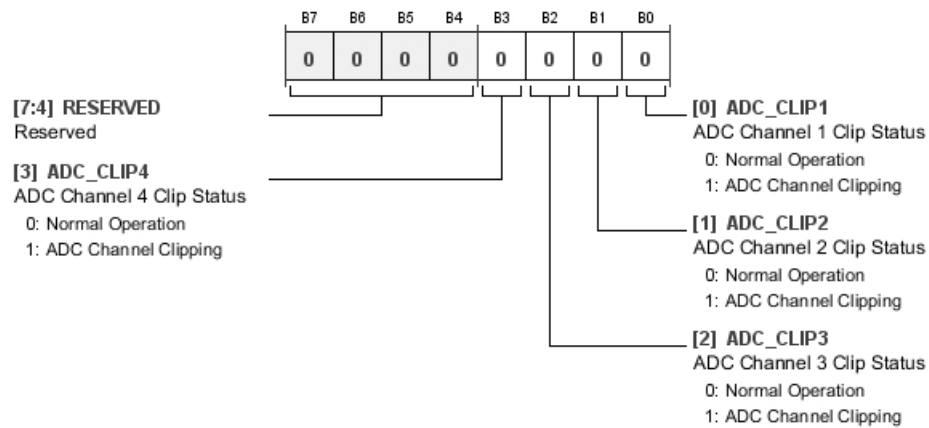 B7 B6 B5 B4 B3 B2 B1 B0
0 0 0 0 0 0 0 0
[7:4] RESERVED
Reserved
[3] ADC_CLIP4
ADC Channel 4 Clip Status
0: Normal Operation
1: ADC Channel Clipping
[0] ADC_CLIP1
ADC Channel 1 Clip Status
0: Normal Operation
1: ADC Channel Clipping
[1] ADC_CLIP2
ADC Channel 2 Clip Status
0: Normal Operation
1: ADC Channel Clipping
[2] ADC_CLIP3
ADC Channel 3 Clip Status
0: Normal Operation
1: ADC Channel Clipping